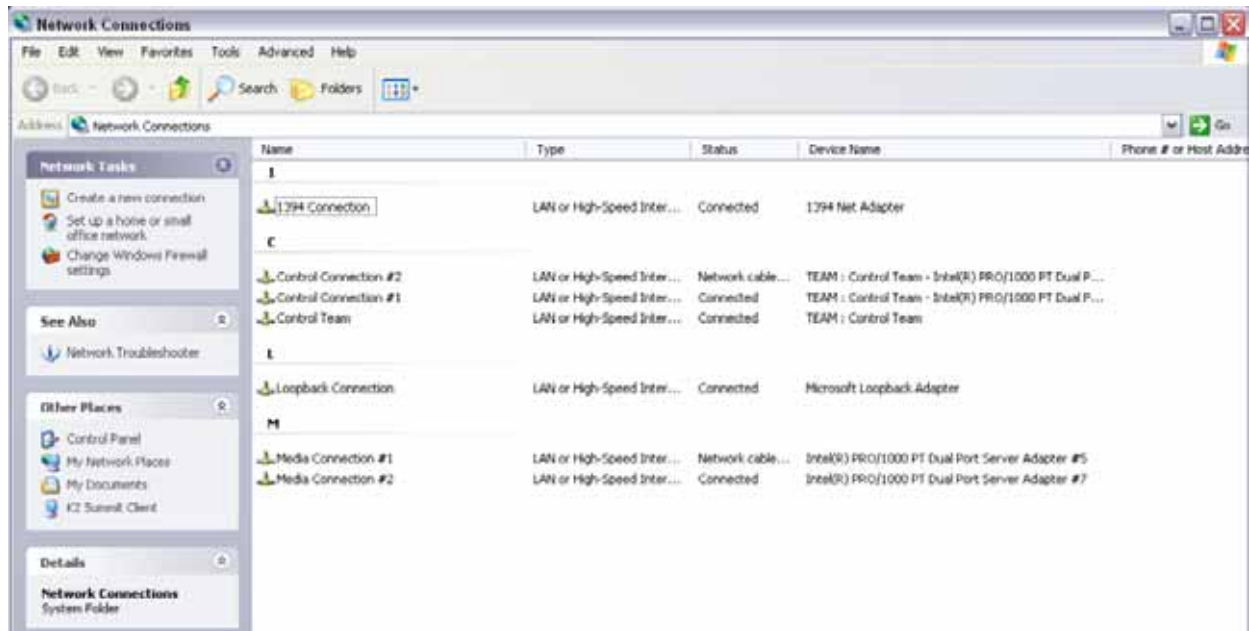 Network Connections
File Edit View Favorites Tools Advanced Help
Back Search Folders
Address Network Connections Go
Name Type Status Device Name Phone # or Host Addre
Network Tasks
Create a new connection
Set up a home or small
office network
Change Windows Firewall
settings
See Also
Network Troubleshooter
Other Places
Control Panel
My Network Places
My Documents
K2 Summit Client
Details
Network Connections
System Folder
1
1394 Connection LAN or High-Speed Inter... Connected 1394 Net Adapter
C
Control Connection #2 LAN or High-Speed Inter... Network cable... TEAM : Control Team - Intel(R) PRO/1000 PT Dual P...
Control Connection #1 LAN or High-Speed Inter... Connected TEAM : Control Team - Intel(R) PRO/1000 PT Dual P...
Control Team LAN or High-Speed Inter... Connected TEAM : Control Team
L
Loopback Connection LAN or High-Speed Inter... Connected Microsoft Loopback Adapter
M
Media Connection #1 LAN or High-Speed Inter... Network cable... Intel(R) PRO/1000 PT Dual Port Server Adapter #5
Media Connection #2 LAN or High-Speed Inter... Connected Intel(R) PRO/1000 PT Dual Port Server Adapter #7